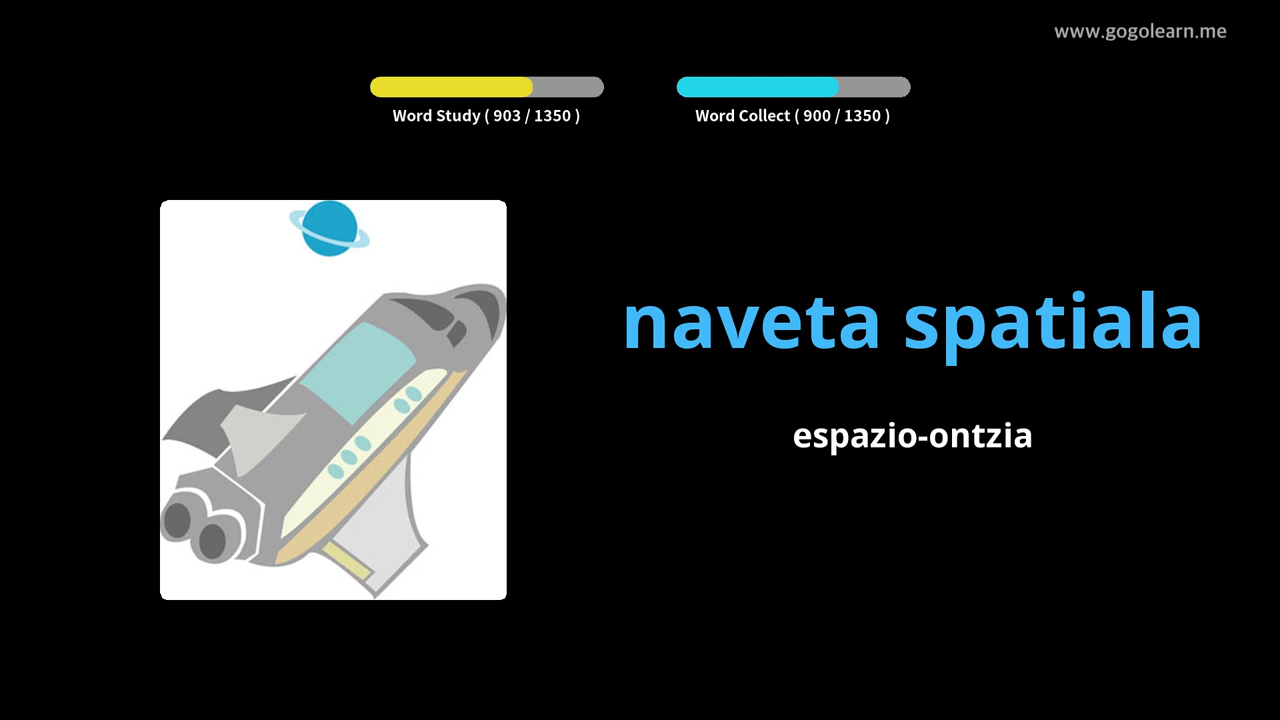 www.gogolearn.me
Word Study ( 903 / 1350 )
Word Collect ( 900 / 1350 )
naveta spatiala
espazio-ontzia